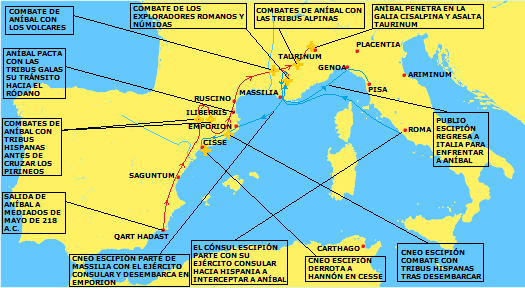 COMBATE DE
ANÍBAL CON
LOS VOLCARES
COMBATE DE LOS
EXPLORADORES ROMANOS Y
NÚMIDAS
COMBATES DE ANÍBAL CON
LAS TRIBUS ALPINAS
ANÍBAL PENETRA EN LA
GALIA CISALPINA Y ASALTA
TAURINUM
ANÍBAL PACTA
CON LAS
TRIBUS GALAS
SU TRÁNSITO
HACIA EL
RÓDANO
TAURINUM
PLACENTIA
GENOA
ARIMINUM
PISA
MASSILIA
RUSCINO
ILIBERRIS
EMPORION
CISSE
ROMA
COMBATES DE
ANÍBAL CON
TRIBUS
HISPANAS
ANTES DE
CRUZAR LOS
PIRINEOS
PUBLIO
ESCIPIÓN
REGRESA A
ITALIA PARA
ENFRENTAR
A ANÍBAL
SAGUNTUM
SALIDA DE
ANÍBAL A
MEDIADOS DE
MAYO DE 218
A.C.
QART HADAST
CARTHAGO
CNEO ESCIPIÓN PARTE DE
MASSILIA CON EL EJÉRCITO
CONSULAR Y DESEMBARCA EN
EMPORION
EL CÓNSUL ESCIPIÓN
PARTE CON SU
EJÉRCITO CONSULAR
HACIA HISPANIA A
INTERCEPTAR A ANÍBAL
CNEO ESCIPIÓN
DERROTA A
HANNÓN EN CESSE
CNEO ESCIPIÓN
COMBATE CON
TRIBUS HISPANAS
TRAS DESEMBARCAR